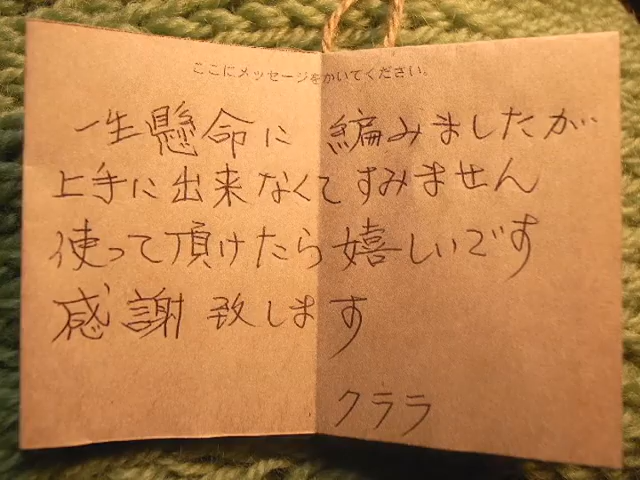 ここにメッセージをかいてください。
一生懸命に 編みましたが
上手に出来なくてすみません
使って頂けたら嬉しいです
感謝致します
クララ